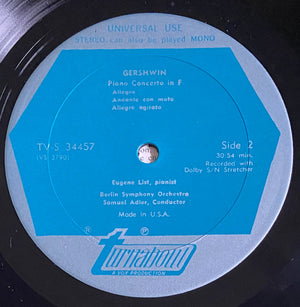 UNIVERSAL USE
STEREO, can also be played MONO
GERSHWIN
Piano Concerto in F
Allegro
Andante con moto
Allegro agitato
TV-S 34457
(VS 3790)
Side 2
30:54 min.
Recorded with
Dolby S/N Stretcher
Eugene List, pianist
Berlin Symphony Orchestra
Samuel Adler, Conductor
Made in U.S.A.
® ℗
turnabout
A VOX PRODUCTION